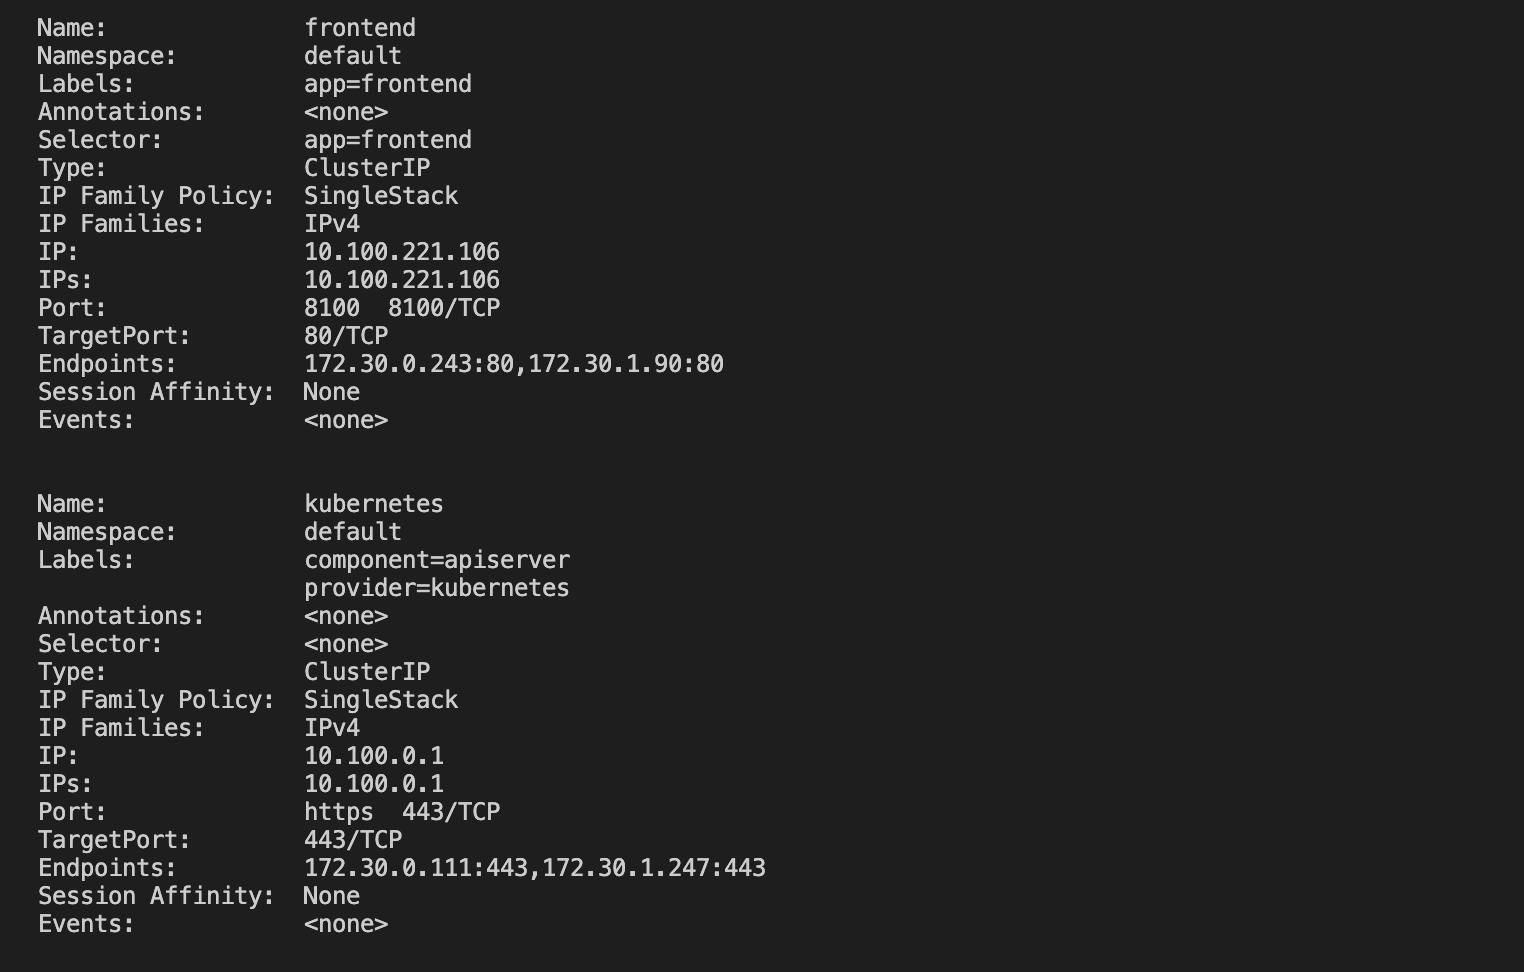 Name: frontend
Namespace: default
Labels: app=frontend
Annotations: <none>
Selector: app=frontend
Type: ClusterIP
IP Family Policy: SingleStack
IP Families: IPv4
IP: 10.100.221.106
IPs: 10.100.221.106
Port: 8100 8100/TCP
TargetPort: 80/TCP
Endpoints: 172.30.0.243:80,172.30.1.90:80
Session Affinity: None
Events: <none>
Name: kubernetes
Namespace: default
Labels: component=apiserver
provider=kubernetes
Annotations: <none>
Selector: <none>
Type: ClusterIP
IP Family Policy: SingleStack
IP Families: IPv4
IP: 10.100.0.1
IPs: 10.100.0.1
Port: https 443/TCP
TargetPort: 443/TCP
Endpoints: 172.30.0.111:443,172.30.1.247:443
Session Affinity: None
Events: <none>